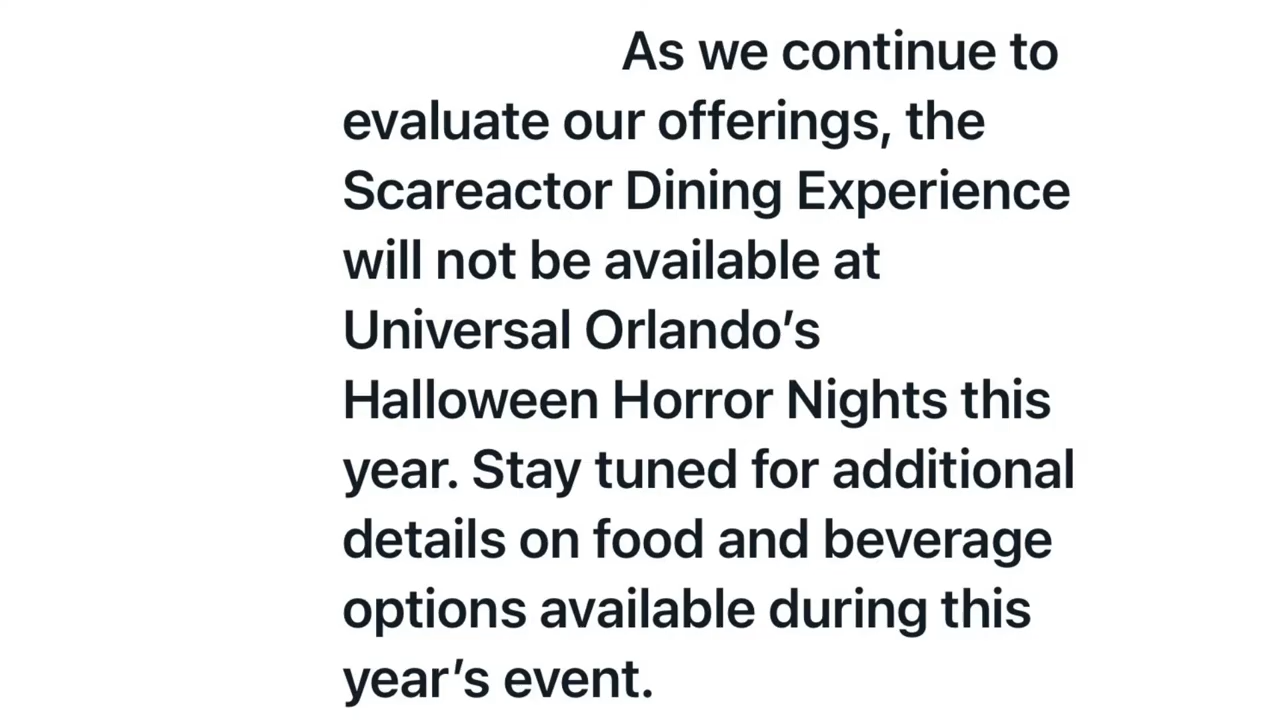 As we continue to
evaluate our offerings, the
Scareactor Dining Experience
will not be available at
Universal Orlando’s
Halloween Horror Nights this
year. Stay tuned for additional
details on food and beverage
options available during this
year’s event.